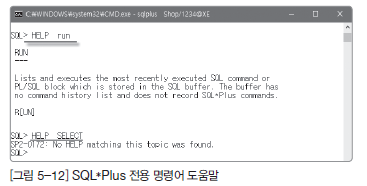 C:\WINDOWS\system32\CMD.exe - sqlplus  Shop/1234@XE
SQL> HELP  run
RUN
---
Lists and executes the most recently executed SQL command or
PL/SQL block which is stored in the SQL buffer. The buffer has
no command history list and does not record SQL*Plus commands.
R[UN]
SQL> HELP  SELECT
SP2-0172: No HELP matching this topic was found.
SQL>
[그림 5-12] SQL*Plus 전용 명령어 도움말